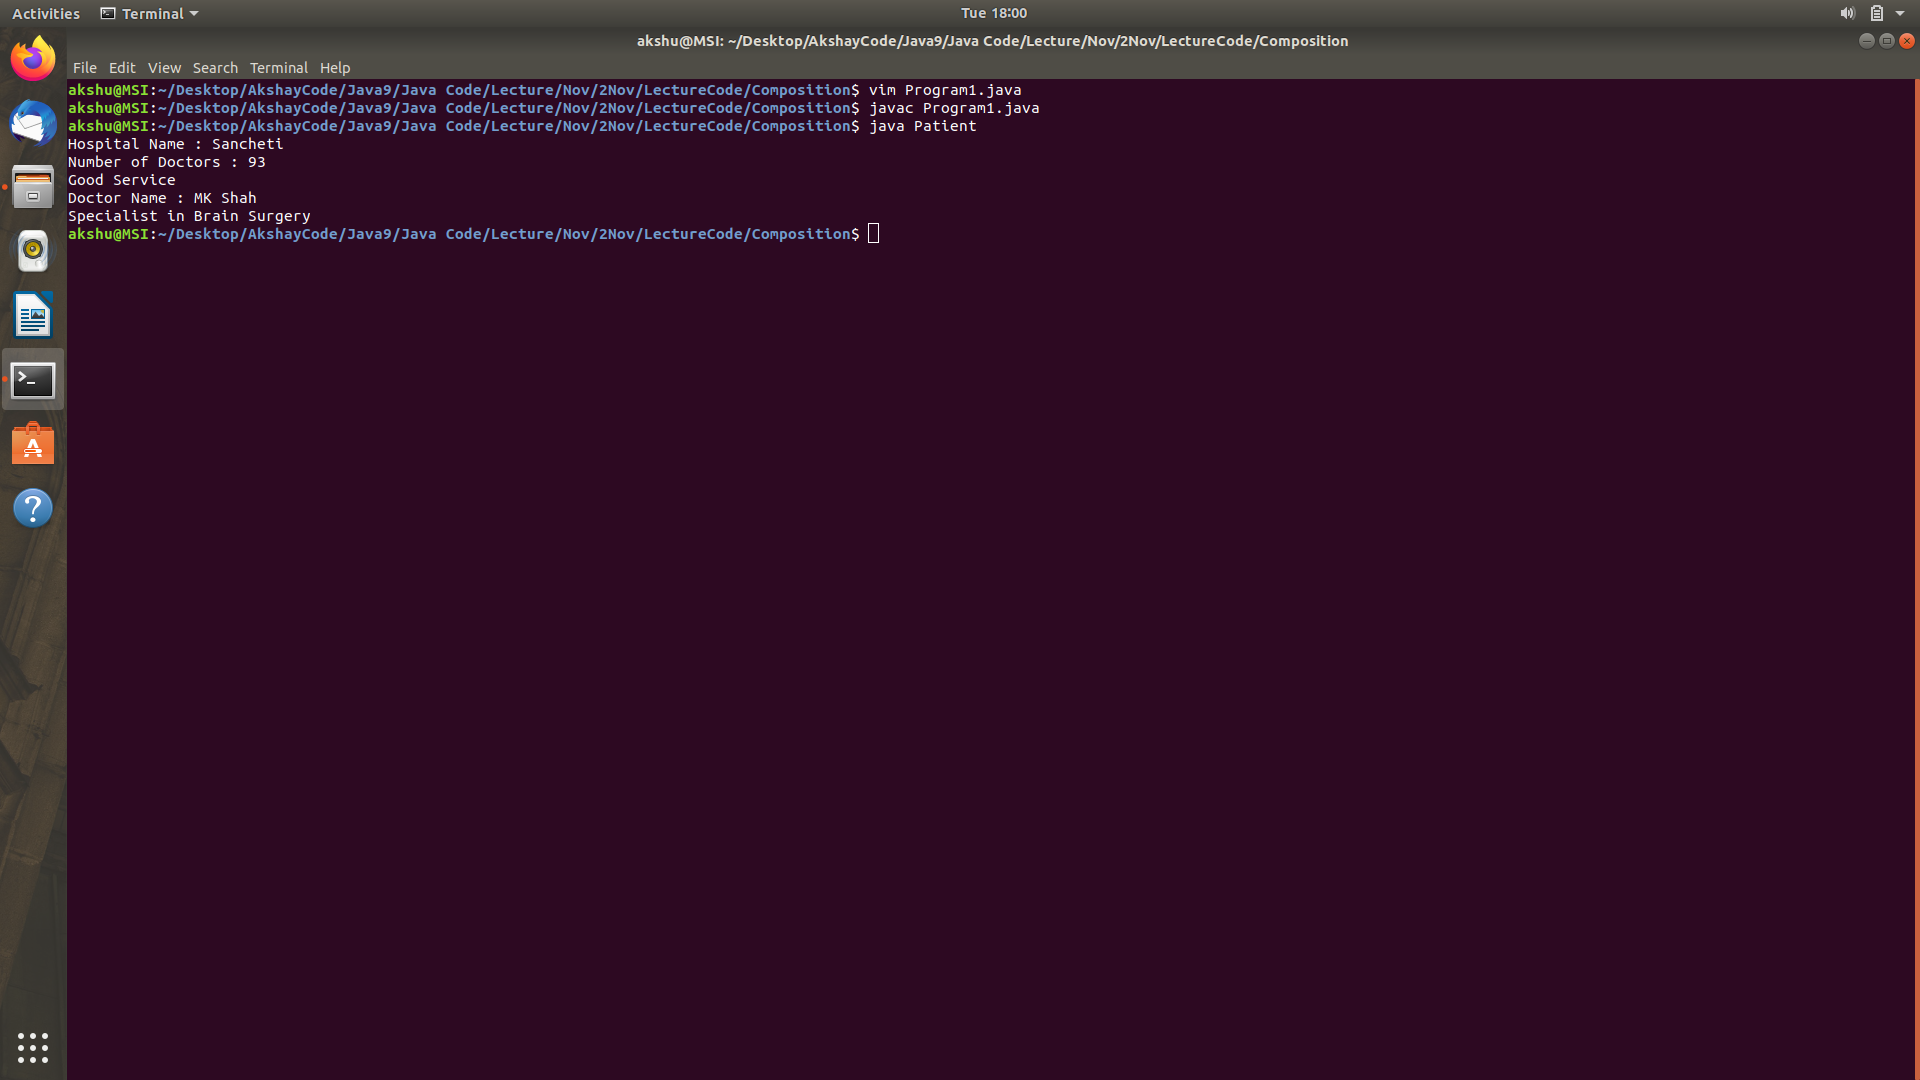 Activities Terminal Tue 18:00
akshu@MSI: ~/Desktop/AkshayCode/Java9/Java Code/Lecture/Nov/2Nov/LectureCode/Composition
File Edit View Search Terminal Help
akshu@MSI:~/Desktop/AkshayCode/Java9/Java Code/Lecture/Nov/2Nov/LectureCode/Composition$ vim Program1.java
akshu@MSI:~/Desktop/AkshayCode/Java9/Java Code/Lecture/Nov/2Nov/LectureCode/Composition$ javac Program1.java
akshu@MSI:~/Desktop/AkshayCode/Java9/Java Code/Lecture/Nov/2Nov/LectureCode/Composition$ java Patient
Hospital Name : Sancheti
Number of Doctors : 93
Good Service
Doctor Name : MK Shah
Specialist in Brain Surgery
akshu@MSI:~/Desktop/AkshayCode/Java9/Java Code/Lecture/Nov/2Nov/LectureCode/Composition$